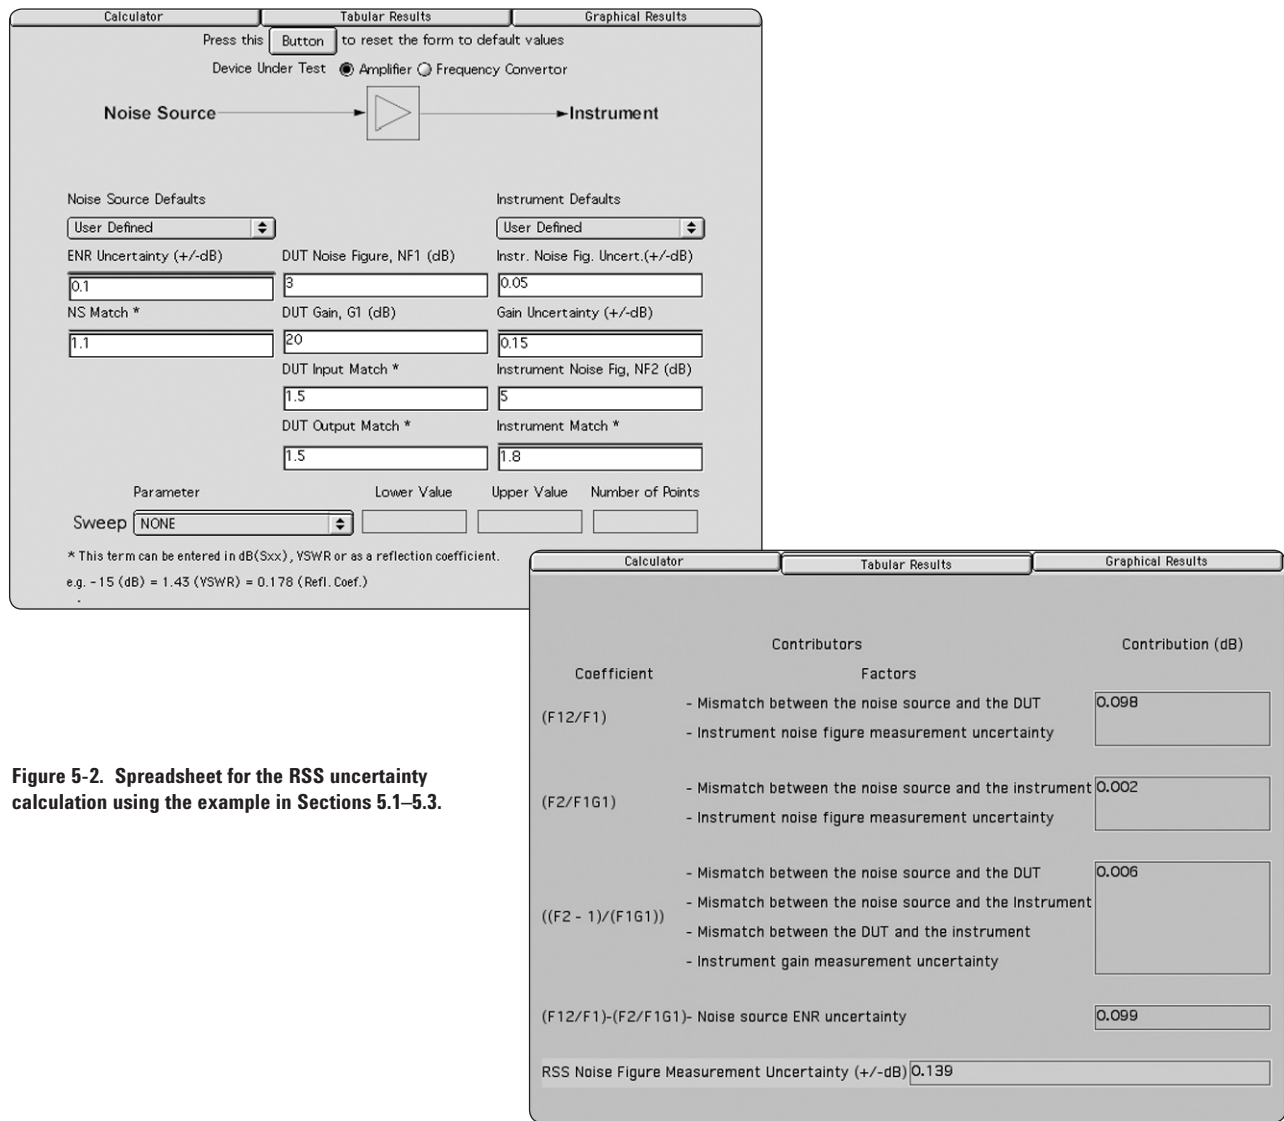 Calculator Tabular Results Graphical Results
Press this Button to reset the form to default values
Device Under Test Amplifier Frequency Convertor
Noise Source Instrument
Noise Source Defaults Instrument Defaults
User Defined User Defined
ENR Uncertainty (+/-dB) DUT Noise Figure, NF1 (dB) Instr. Noise Fig. Uncert.(+/-dB)
0.1 3 0.05
NS Match * DUT Gain, G1 (dB) Gain Uncertainty (+/-dB)
1.1 20 0.15
DUT Input Match * Instrument Noise Fig, NF2 (dB)
1.5 5
DUT Output Match * Instrument Match *
1.5 1.8
Parameter Lower Value Upper Value Number of Points
Sweep NONE
* This term can be entered in dB(Sxx), VSWR or as a reflection coefficient.
e.g. -15 (dB) = 1.43 (VSWR) = 0.178 (Refl. Coef.)
Calculator Tabular Results Graphical Results
Contributors Contribution (dB)
Coefficient Factors
(F12/F1)
- Mismatch between the noise source and the DUT 0.098
- Instrument noise figure measurement uncertainty
(F2/F1G1)
- Mismatch between the noise source and the instrument 0.002
- Instrument noise figure measurement uncertainty
((F2 - 1)/(F1G1))
- Mismatch between the noise source and the DUT 0.006
- Mismatch between the noise source and the Instrument
- Mismatch between the DUT and the instrument
- Instrument gain measurement uncertainty
(F12/F1)-(F2/F1G1)- Noise source ENR uncertainty 0.099
RSS Noise Figure Measurement Uncertainty (+/-dB) 0.139
Figure 5-2. Spreadsheet for the RSS uncertainty
calculation using the example in Sections 5.1–5.3.